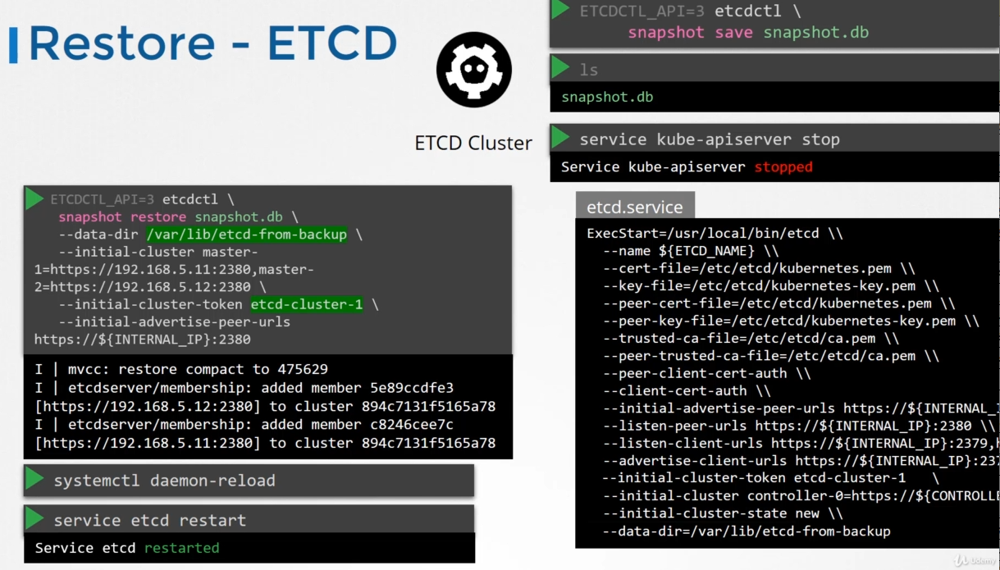 Restore - ETCD
ETCD Cluster
ETCDCTL_API=3 etcdctl \
snapshot save snapshot.db
ls
snapshot.db
service kube-apiserver stop
Service kube-apiserver stopped
ETCDCTL_API=3 etcdctl \
snapshot restore snapshot.db \
--data-dir /var/lib/etcd-from-backup \
--initial-cluster master-
1=https://192.168.5.11:2380,master-
2=https://192.168.5.12:2380 \
--initial-cluster-token etcd-cluster-1 \
--initial-advertise-peer-urls
https://${INTERNAL_IP}:2380
I | mvcc: restore compact to 475629
I | etcdserver/membership: added member 5e89ccdfe3
[https://192.168.5.12:2380] to cluster 894c7131f5165a78
I | etcdserver/membership: added member c8246cee7c
[https://192.168.5.11:2380] to cluster 894c7131f5165a78
systemctl daemon-reload
service etcd restart
Service etcd restarted
etcd.service
ExecStart=/usr/local/bin/etcd \\
--name ${ETCD_NAME} \\
--cert-file=/etc/etcd/kubernetes.pem \\
--key-file=/etc/etcd/kubernetes-key.pem \\
--peer-cert-file=/etc/etcd/kubernetes.pem \\
--peer-key-file=/etc/etcd/kubernetes-key.pem \\
--trusted-ca-file=/etc/etcd/ca.pem \\
--peer-trusted-ca-file=/etc/etcd/ca.pem \\
--peer-client-cert-auth \\
--client-cert-auth \\
--initial-advertise-peer-urls https://${INTERNAL_
--listen-peer-urls https://${INTERNAL_IP}:2380 \\
--listen-client-urls https://${INTERNAL_IP}:2379,
--advertise-client-urls https://${INTERNAL_IP}:237
--initial-cluster-token etcd-cluster-1 \
--initial-cluster controller-0=https://${CONTROLLE
--initial-cluster-state new \\
--data-dir=/var/lib/etcd-from-backup
Udemy